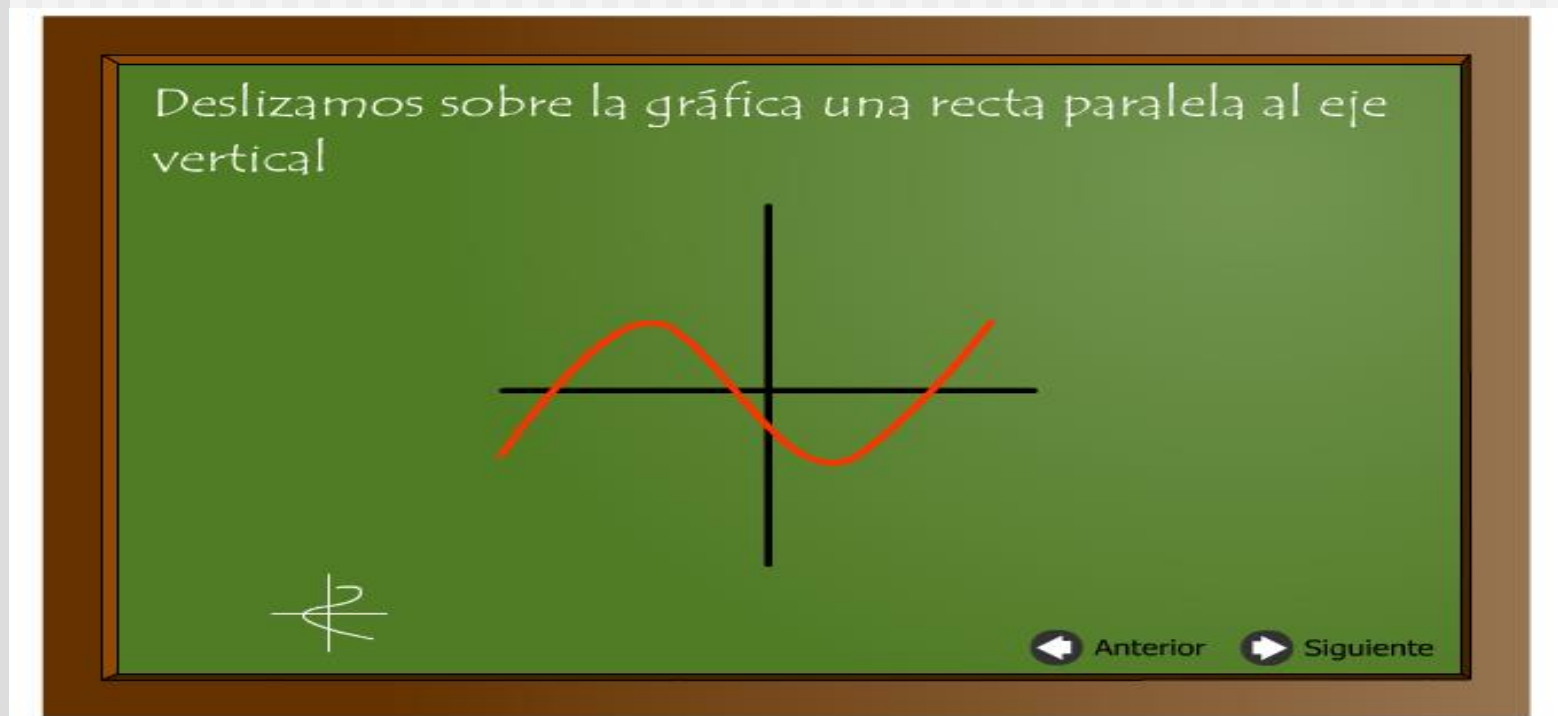 Deslizamos sobre la gráfica una recta paralela al eje
vertical
Anterior
Siguiente